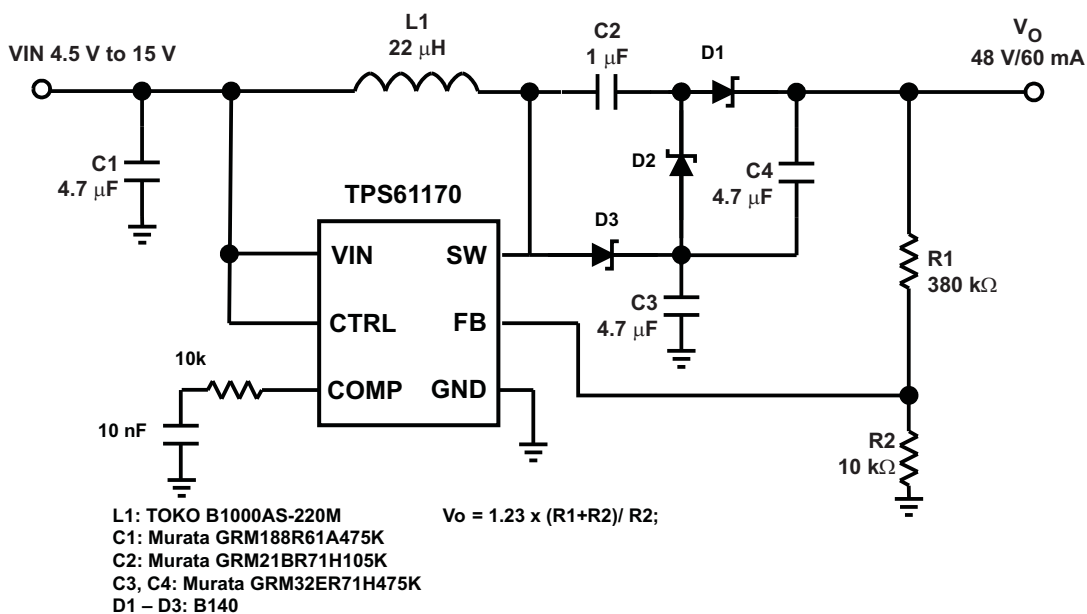 L1
22 μH
C2
1 μF
D1
VO
48 V/60 mA
VIN 4.5 V to 15 V
C1
4.7 μF
D2
C4
4.7 μF
TPS61170
D3
VIN
SW
R1
380 kΩ
C3
4.7 μF
CTRL
FB
10k
COMP
GND
10 nF
R2
10 kΩ
L1: TOKO B1000AS-220M
Vo = 1.23 x (R1+R2)/ R2;
C1: Murata GRM188R61A475K
C2: Murata GRM21BR71H105K
C3, C4: Murata GRM32ER71H475K
D1 – D3: B140